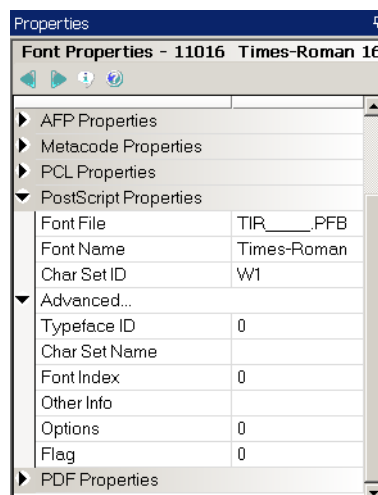 Properties
Font Properties - 11016 Times-Roman 16
AFP Properties
Metacode Properties
PCL Properties
PostScript Properties
Font File TIR_____.PFB
Font Name Times-Roman
Char Set ID W1
Advanced...
Typeface ID 0
Char Set Name
Font Index 0
Other Info
Options 0
Flag 0
PDF Properties